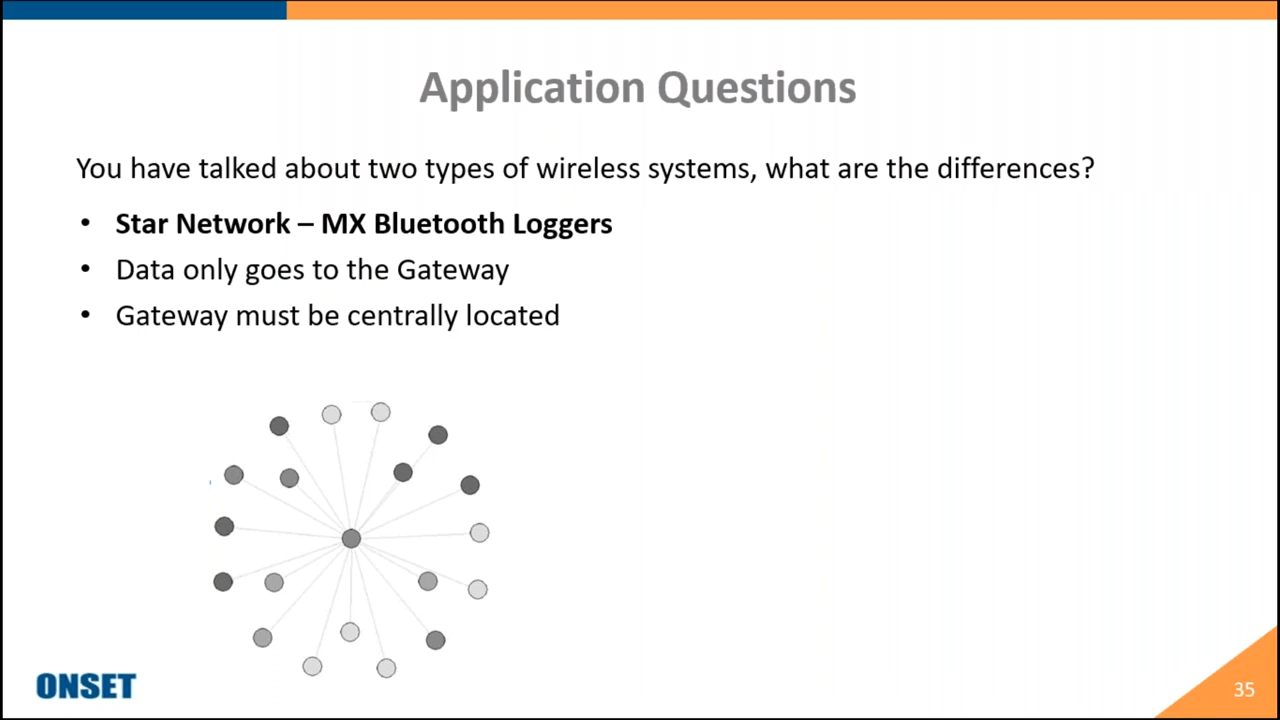 Application Questions
You have talked about two types of wireless systems, what are the differences?
• Star Network – MX Bluetooth Loggers
• Data only goes to the Gateway
• Gateway must be centrally located
ONSET
35